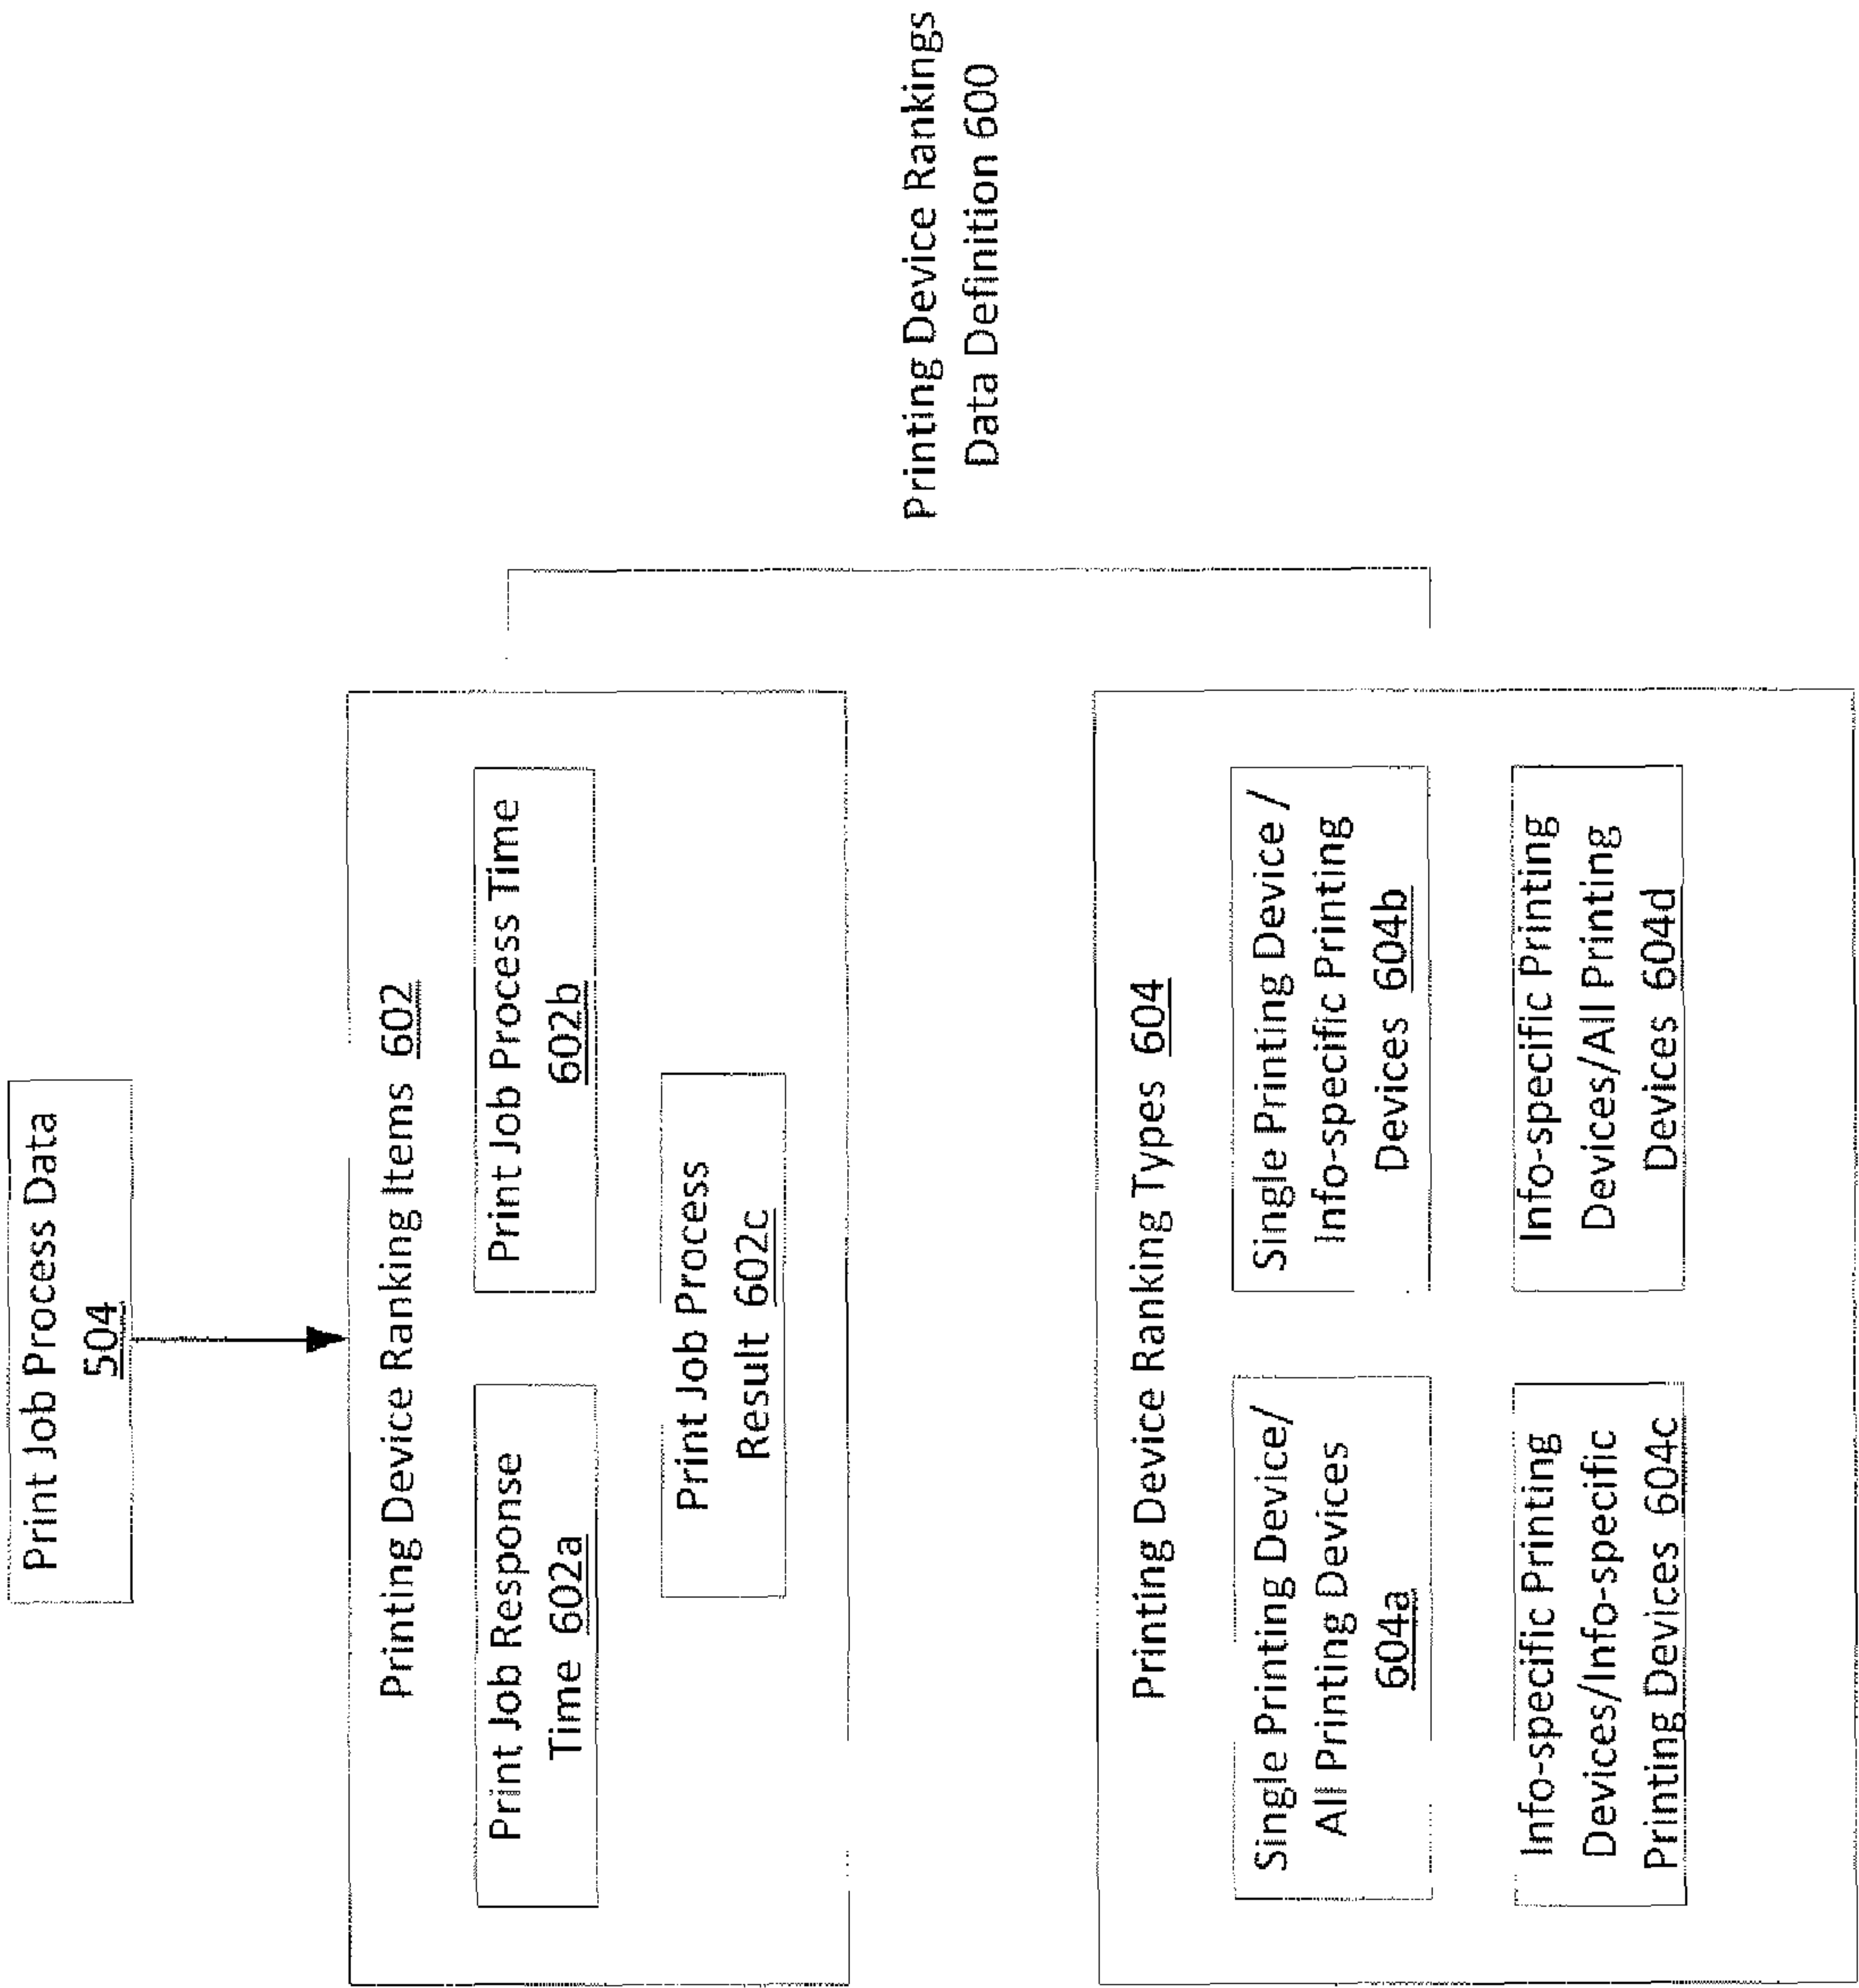 Print Job Process Data
504
Printing Device Ranking Items 602
Print Job Response
Time 602a
Print Job Process Time
602b
Print Job Process
Result 602c
Printing Device Rankings
Data Definition 600
Printing Device Ranking Types 604
Single Printing Device/
All Printing Devices
604a
Single Printing Device /
Info-specific Printing
Devices 604b
Info-specific Printing
Devices/Info-specific
Printing Devices 604c
Info-specific Printing
Devices/All Printing
Devices 604d